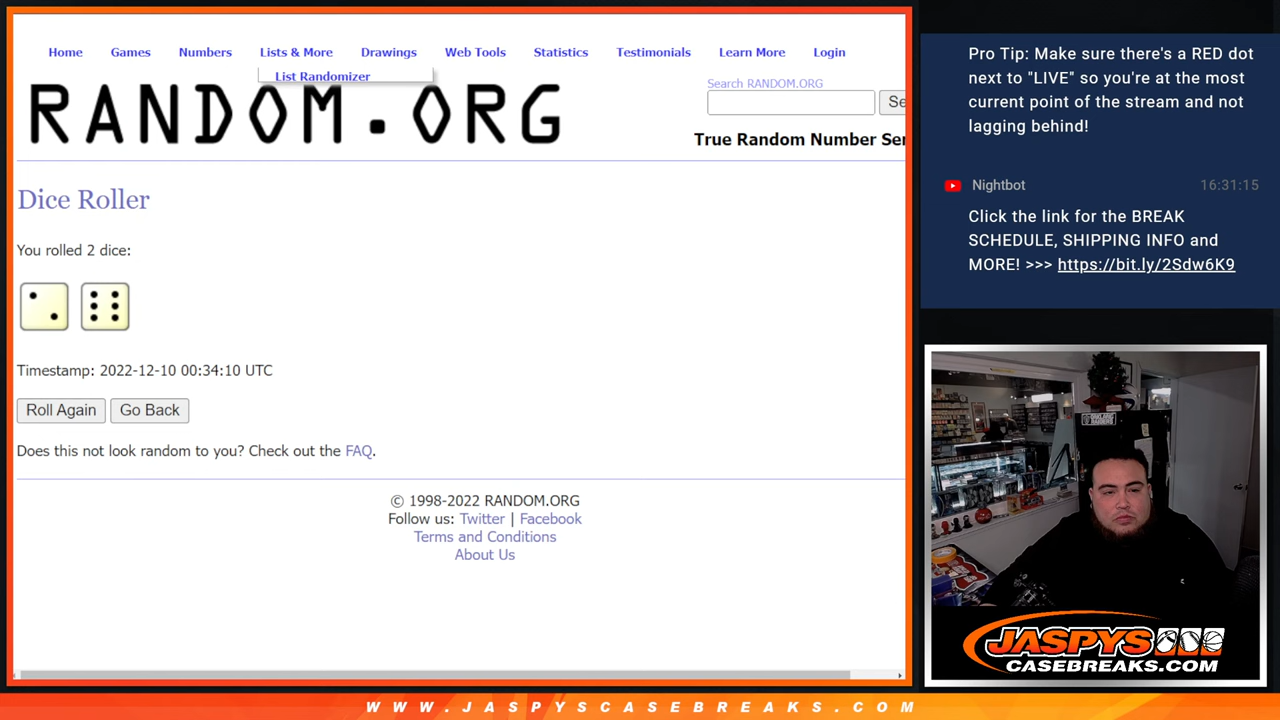 Home Games Numbers Lists & More Drawings Web Tools Statistics Testimonials Learn More Login
List Randomizer
RANDOM.ORG
Search RANDOM.ORG
Se
True Random Number Ser
Dice Roller
You rolled 2 dice:
Timestamp: 2022-12-10 00:34:10 UTC
Roll Again Go Back
Does this not look random to you? Check out the FAQ.
© 1998-2022 RANDOM.ORG
Follow us: Twitter | Facebook
Terms and Conditions
About Us
Pro Tip: Make sure there's a RED dot
next to "LIVE" so you're at the most
current point of the stream and not
lagging behind!
Nightbot 16:31:15
Click the link for the BREAK
SCHEDULE, SHIPPING INFO and
MORE! >>> https://bit.ly/2Sdw6K9
JASPYS
CASEBREAKS.COM
WWW.JASPYSCASEBREAKS.COM